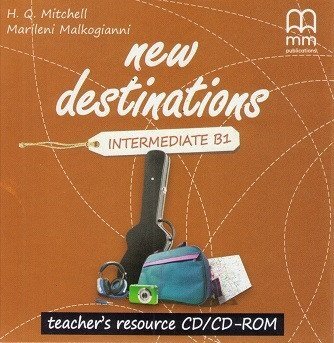 H. Q. Mitchell
Marileni Malkogianni
mm
publications
new
destinations
INTERMEDIATE B1
teacher's resource CD/CD-ROM